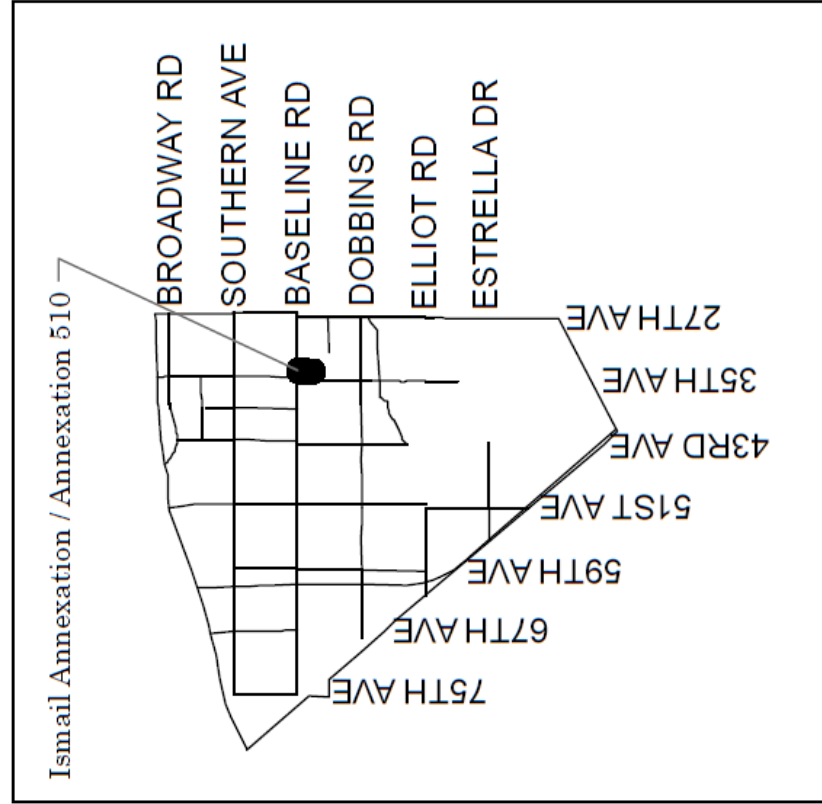 Ismail Annexation / Annexation 510
BROADWAY RD
SOUTHERN AVE
BASELINE RD
DOBBINS RD
ELLIOT RD
ESTRELLA DR
75TH AVE
67TH AVE
59TH AVE
51ST AVE
43RD AVE
35TH AVE
27TH AVE